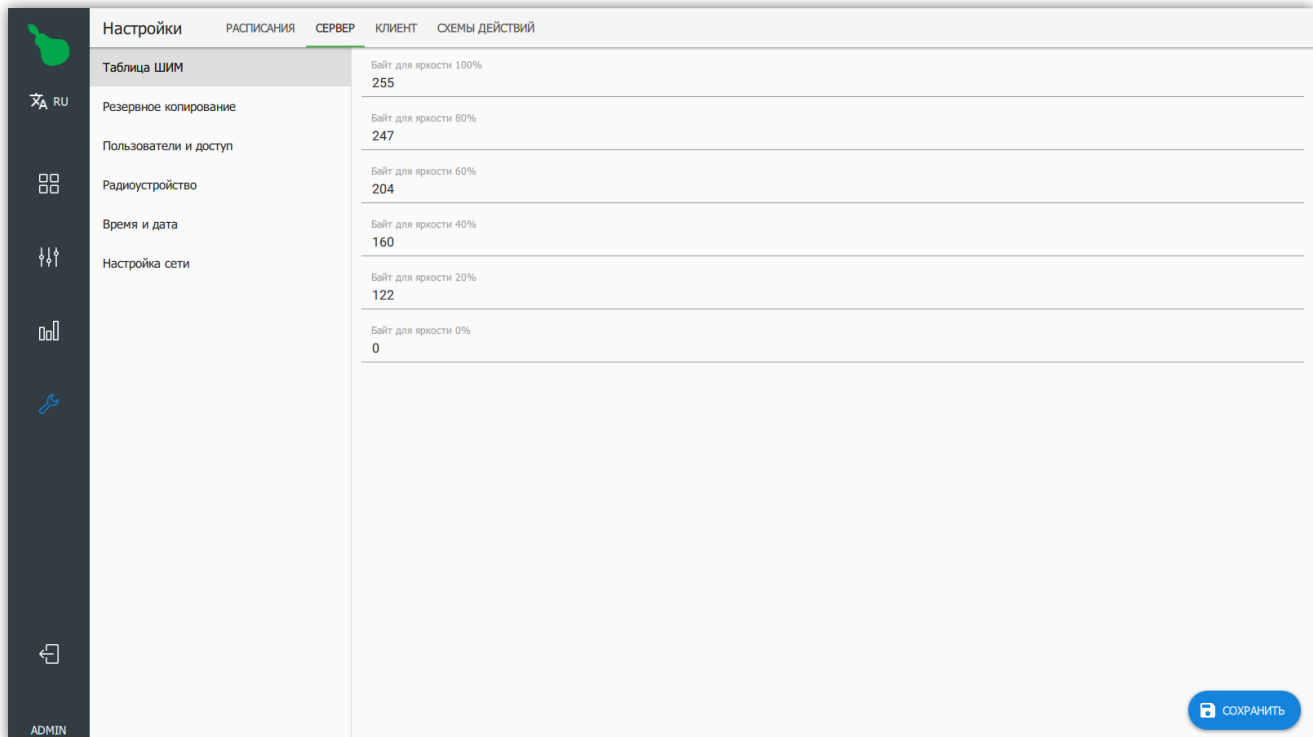 Настройки РАСПИСАНИЯ СЕРВЕР КЛИЕНТ СХЕМЫ ДЕЙСТВИЙ
RU
ADMIN
Таблица ШИМ
Резервное копирование
Пользователи и доступ
Радиоустройство
Время и дата
Настройка сети
Байт для яркости 100%
255
Байт для яркости 80%
247
Байт для яркости 60%
204
Байт для яркости 40%
160
Байт для яркости 20%
122
Байт для яркости 0%
0
СОХРАНИТЬ